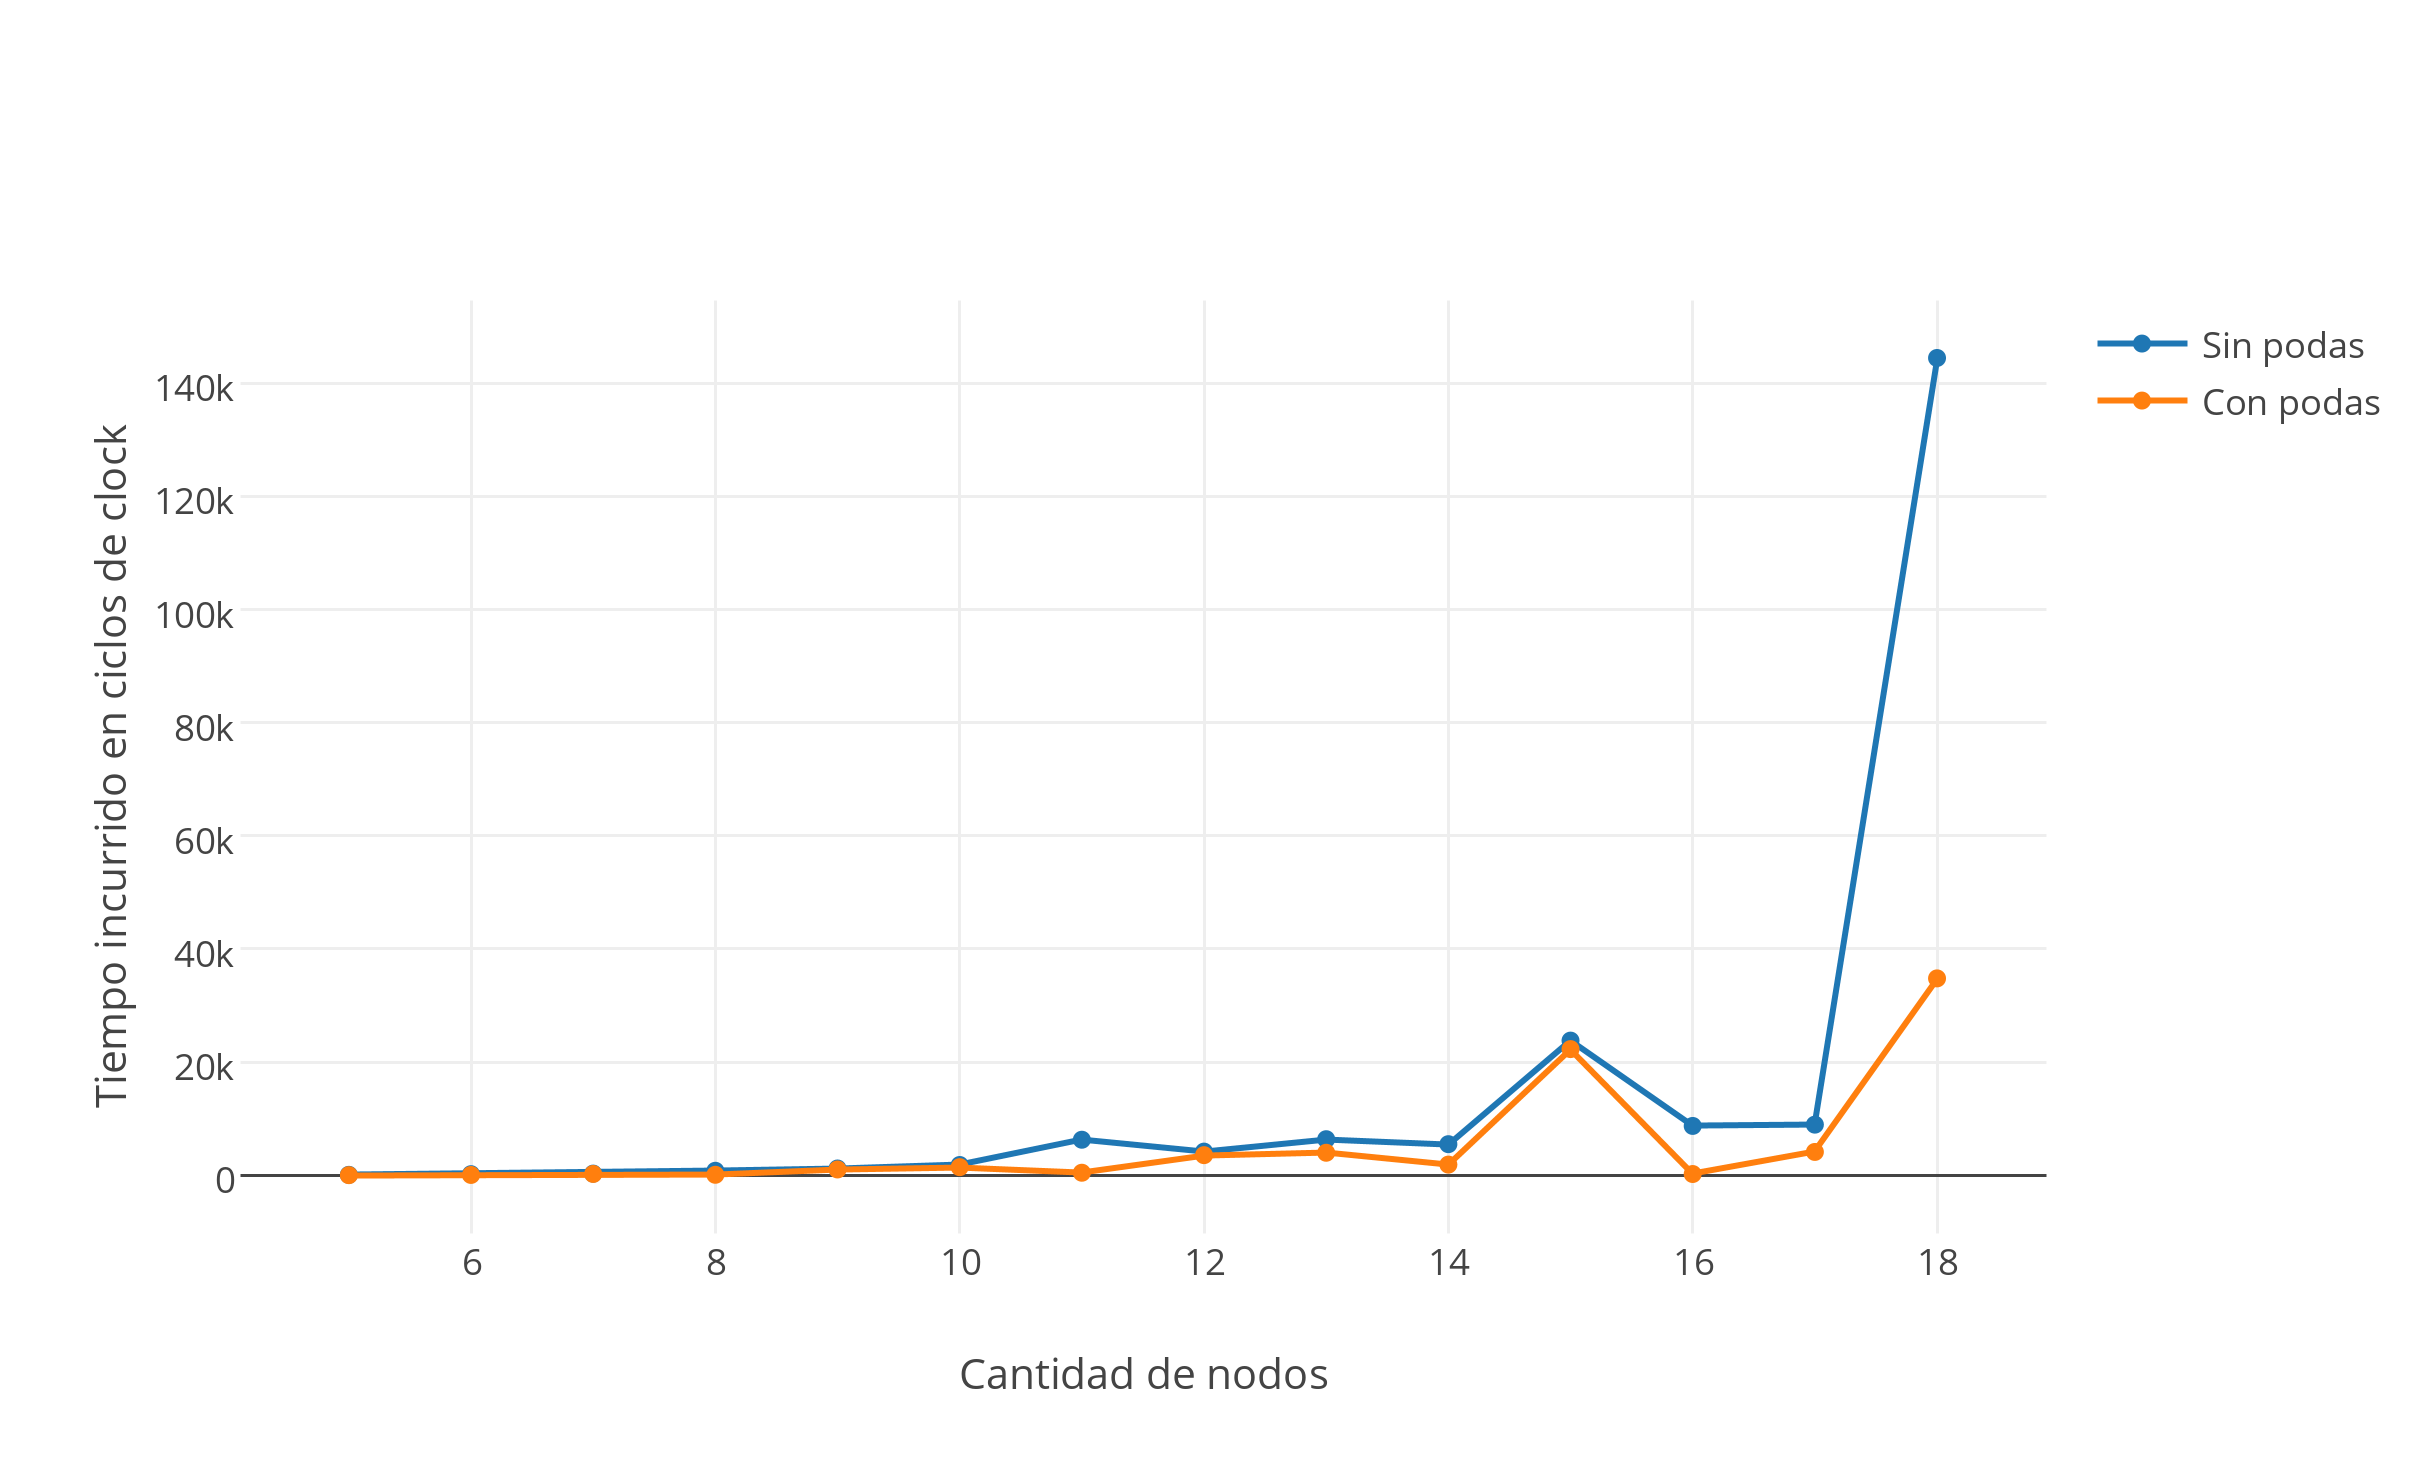 Sin podas
Con podas
140k
120k
100k
80k
60k
40k
20k
0
Tiempo incurrido en ciclos de clock
6 8 10 12 14 16 18
Cantidad de nodos